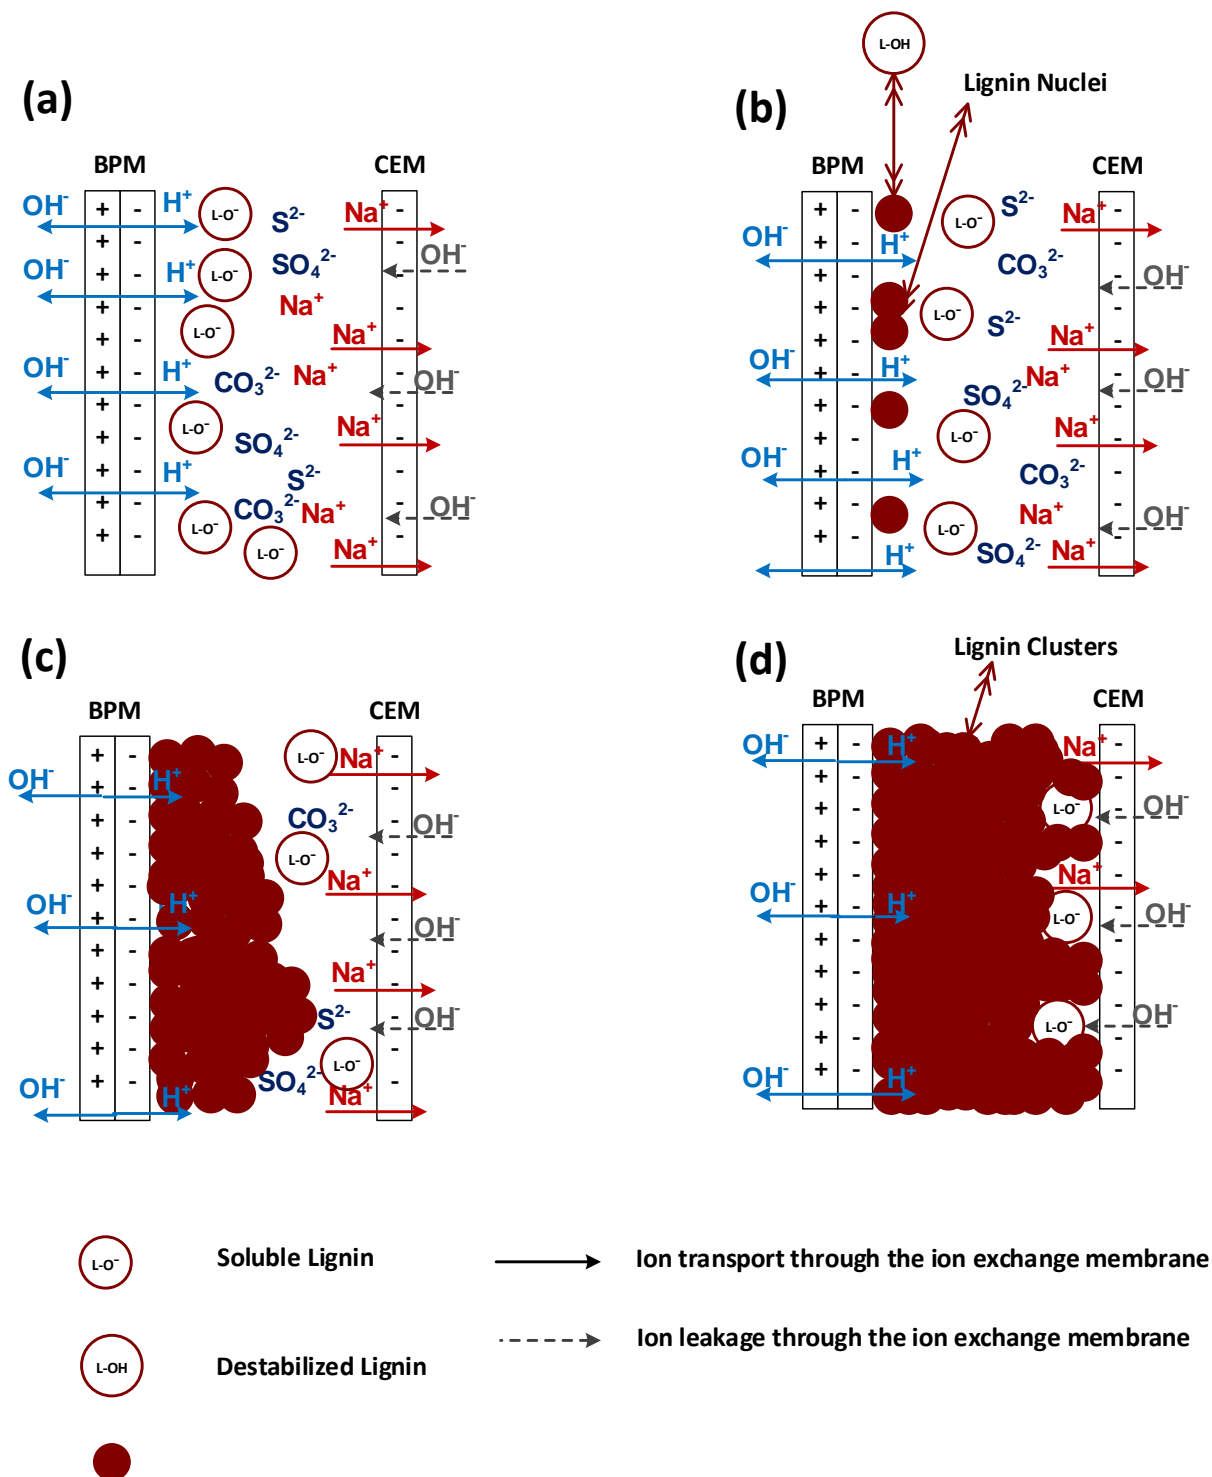 (a)
BPM
CEM
OH⁻ + - H⁺ L-O⁻ S²⁻ Na⁺ -
+ - SO₄²⁻ OH⁻
OH⁻ + - H⁺ L-O⁻ -
+ - Na⁺
+ - L-O⁻ Na⁺ -
OH⁻ + - H⁺ CO₃²⁻ Na⁺ - OH⁻
+ - L-O⁻ Na⁺ -
+ - SO₄²⁻
OH⁻ + - H⁺ S²⁻ -
+ - CO₃²⁻ Na⁺ - OH⁻
+ - L-O⁻ L-O⁻ Na⁺ -
L-OH
(b)
Lignin Nuclei
BPM
CEM
+ - L-O⁻ S²⁻ Na⁺ -
OH⁻ + - H⁺ CO₃²⁻ - OH⁻
+ -
+ - L-O⁻ S²⁻ Na⁺ -
OH⁻ + - H⁺ Na⁺ - OH⁻
+ - SO₄²⁻ Na⁺
+ - L-O⁻ -
OH⁻ + - H⁺ CO₃²⁻ -
+ - Na⁺ - OH⁻
+ - L-O⁻ SO₄²⁻ Na⁺ -
H⁺
(c)
BPM
CEM
+ - L-O⁻ Na⁺ -
OH⁻ + - H⁺ -
+ - CO₃²⁻ OH⁻
+ - L-O⁻ -
+ - Na⁺ -
OH⁻ + - H⁺ - OH⁻
+ - Na⁺ -
+ - S²⁻ - OH⁻
+ - L-O⁻ -
OH⁻ + - H⁺ SO₄²⁻ Na⁺ -
(d)
Lignin Clusters
BPM
CEM
OH⁻ + - H⁺ Na⁺ -
+ - L-O⁻ - OH⁻
+ -
+ - Na⁺ -
OH⁻ + - H⁺ L-O⁻ - OH⁻
+ - -
+ - -
+ - L-O⁻ - OH⁻
+ - -
OH⁻ + - H⁺ -
L-O⁻ Soluble Lignin
Ion transport through the ion exchange membrane
L-OH Destabilized Lignin
Ion leakage through the ion exchange membrane